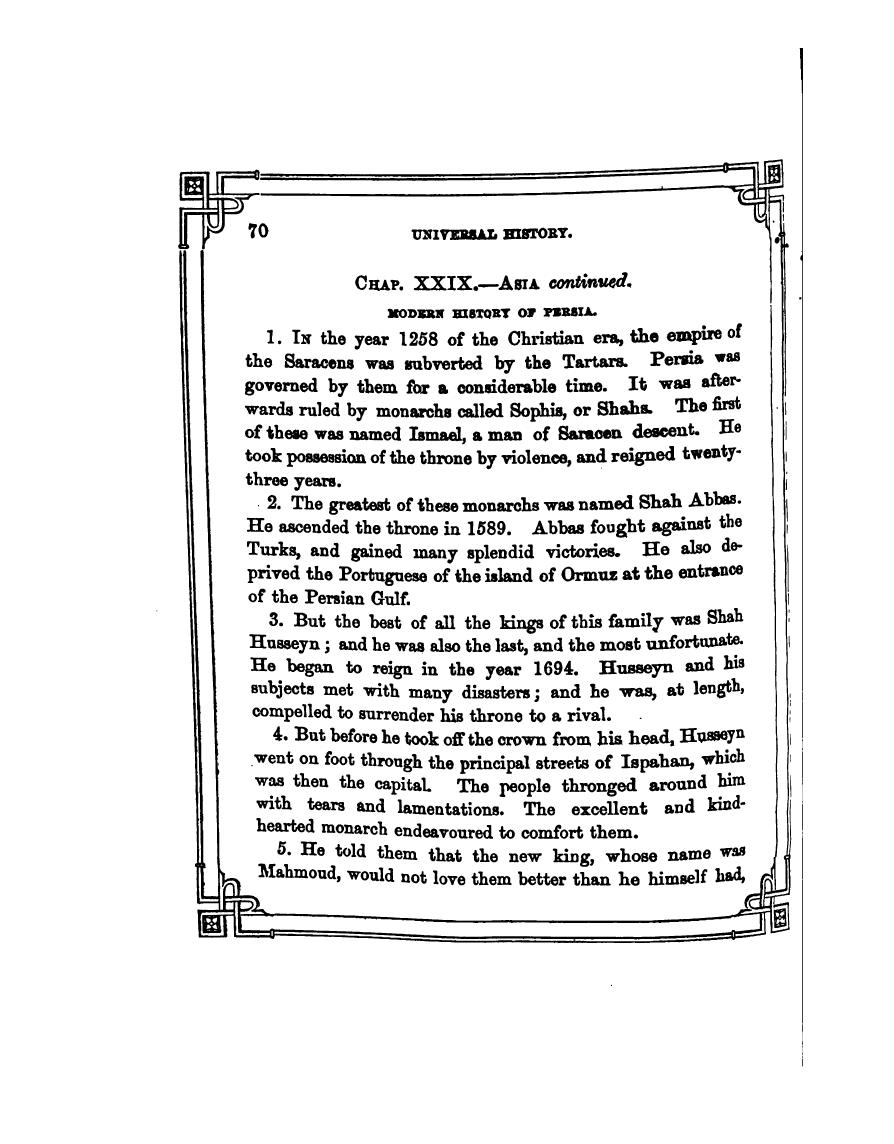 70 UNIVERSAL HISTORY.
CHAP. XXIX.—ASIA continued.
MODERN HISTORY OF PERSIA.
1. IN the year 1258 of the Christian era, the empire of
the Saracens was subverted by the Tartars. Persia was
governed by them for a considerable time. It was after-
wards ruled by monarchs called Sophis, or Shahs. The first
of these was named Ismael, a man of Saracen descent. He
took possession of the throne by violence, and reigned twenty-
three years.
2. The greatest of these monarchs was named Shah Abbas.
He ascended the throne in 1589. Abbas fought against the
Turks, and gained many splendid victories. He also de-
prived the Portuguese of the island of Ormuz at the entrance
of the Persian Gulf.
3. But the best of all the kings of this family was Shah
Husseyn ; and he was also the last, and the most unfortunate.
He began to reign in the year 1694. Husseyn and his
subjects met with many disasters ; and he was, at length,
compelled to surrender his throne to a rival.
4. But before he took off the crown from his head, Husseyn
went on foot through the principal streets of Ispahan, which
was then the capital. The people thronged around him
with tears and lamentations. The excellent and kind-
hearted monarch endeavoured to comfort them.
5. He told them that the new king, whose name was
Mahmoud, would not love them better than he himself had,